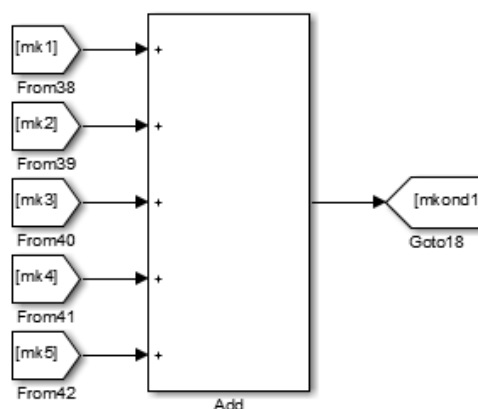 [mk1]
+
From38
[mk2]
+
From39
[mk3]
+
From40
[mk4]
+
From41
[mk5]
+
From42
[mkond1
Goto18
Add